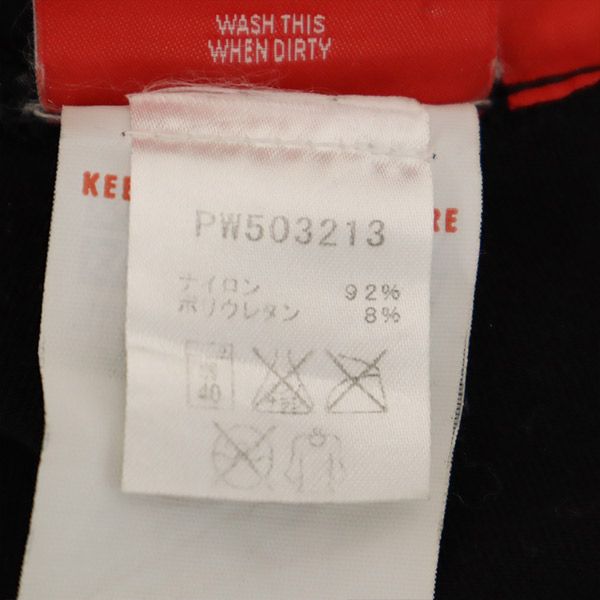 WASH THIS
WHEN DIRTY
KEE
RE
PW503213
ナイロン 92%
ポリウレタン 8%
40